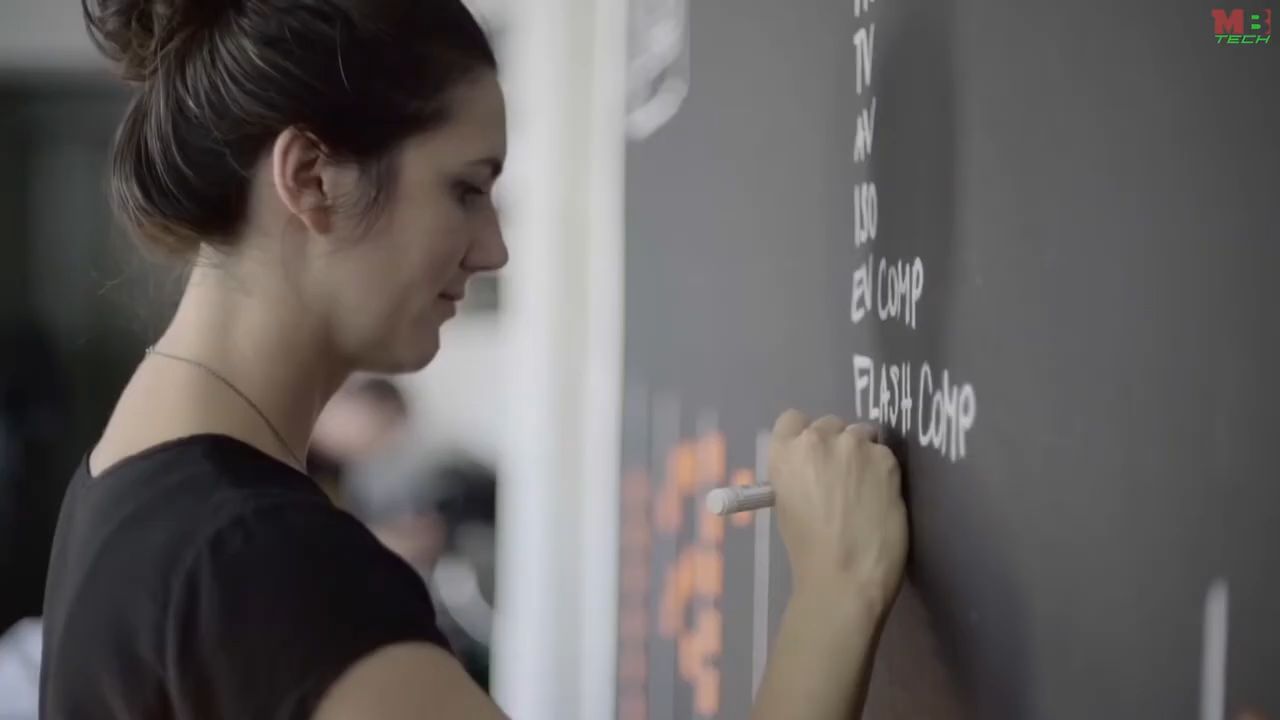 MB
TECH
TV
AV
ISO
EV COMP
FLASH COMP